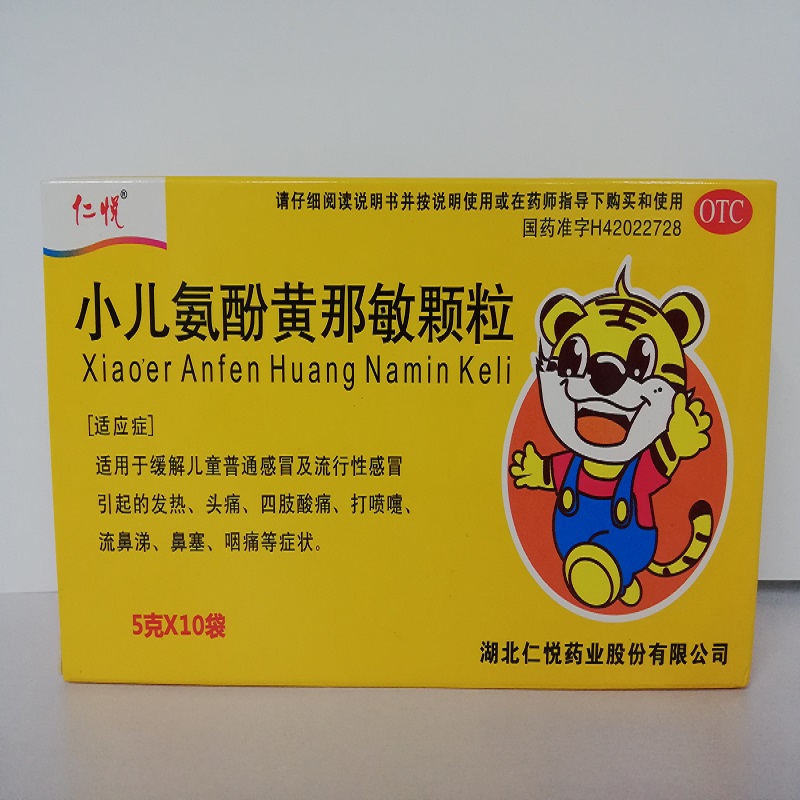 仁悦®
请仔细阅读说明书并按说明使用或在药师指导下购买和使用
OTC
国药准字H42022728
小儿氨酚黄那敏颗粒
Xiao'er Anfen Huang Namin Keli
[适应症]
适用于缓解儿童普通感冒及流行性感冒
引起的发热、头痛、四肢酸痛、打喷嚏、
流鼻涕、鼻塞、咽痛等症状。
5克X10袋
湖北仁悦药业股份有限公司